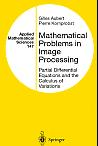 Gilles Aubert
Pierre Kornprobst
Applied
Mathematical
Sciences
147
Mathematical
Problems in
Image
Processing
Partial Differential
Equations and the
Calculus of
Variations
Springer